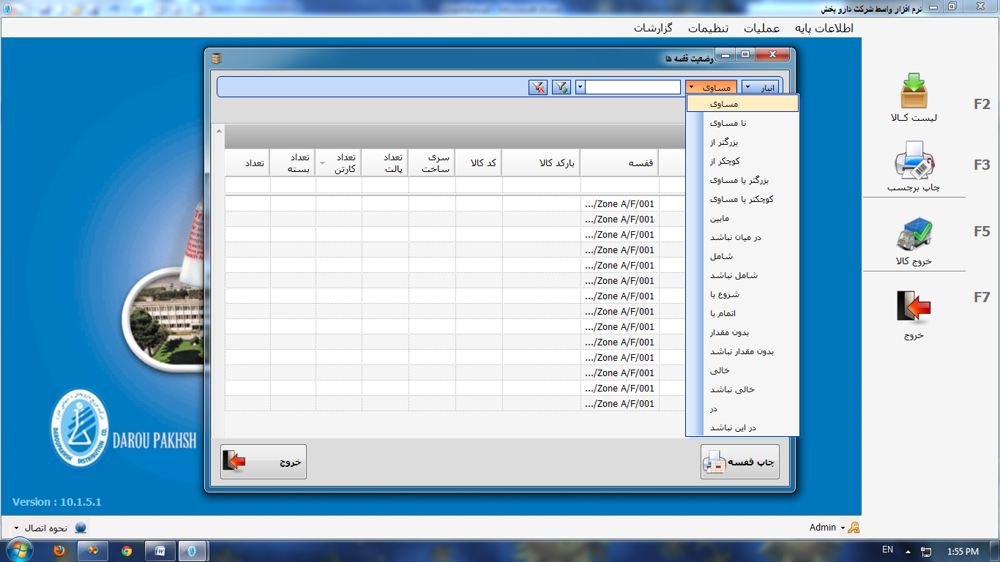 نرم افزار واسط شرکت دارو پخش
اطلاعات پایه
عملیات
تنظیمات
گزارشات
وضعیت قفسه ها
انبار
مساوی
مساوی
نا مساوی
بزرگتر از
کوچکر از
بزرگتر یا مساوی
کوچکتر یا مساوی
مابین
در میان نباشد
شامل
شامل نباشد
شروع با
اتمام با
بدون مقدار
بدون مقدار نباشد
خالی
خالی نباشد
در
در این نباشد
قفسه
بارکد کالا
کد کالا
سری ساخت
تعداد پالت
تعداد کارتن
تعداد بسته
تعداد
.../Zone A/F/001
.../Zone A/F/001
.../Zone A/F/001
.../Zone A/F/001
.../Zone A/F/001
.../Zone A/F/001
.../Zone A/F/001
.../Zone A/F/001
.../Zone A/F/001
.../Zone A/F/001
.../Zone A/F/001
.../Zone A/F/001
.../Zone A/F/001
.../Zone A/F/001
چاپ قفسه
خروج
F2
لیست کـالا
F3
چاپ برچسب
F5
خروج کالا
F7
خروج
DAROUPAKHSH DISTRIBUTION CO.
DAROU PAKHSH
Version : 10.1.5.1
نحوه اتصال
Admin
EN
1:55 PM